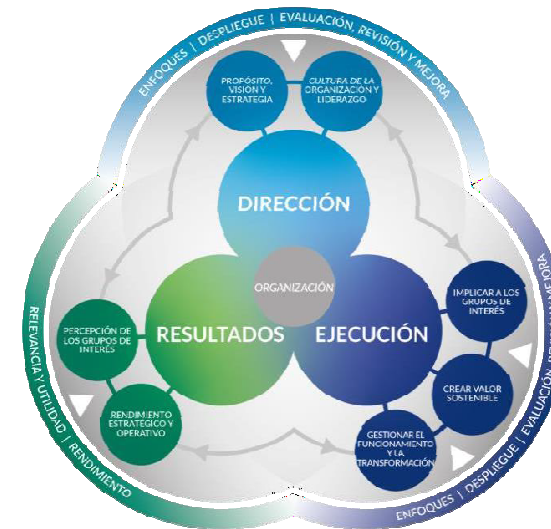 ENFOQUES | DESPLIEGUE | EVALUACIÓN, REVISIÓN Y MEJORA
PROPÓSITO,
VISIÓN Y
ESTRATEGIA
CULTURA DE LA
ORGANIZACIÓN Y
LIDERAZGO
DIRECCIÓN
ORGANIZACIÓN
RESULTADOS
EJECUCIÓN
PERCEPCIÓN DE
LOS GRUPOS DE
INTERÉS
RENDIMIENTO
ESTRATÉGICO Y
OPERATIVO
IMPLICAR A LOS
GRUPOS DE
INTERÉS
CREAR VALOR
SOSTENIBLE
GESTIONAR EL
FUNCIONAMIENTO
Y LA
TRANSFORMACIÓN
RELEVANCIA Y UTILIDAD | RENDIMIENTO
ENFOQUES | DESPLIEGUE | EVALUACIÓN, Y MEJORA